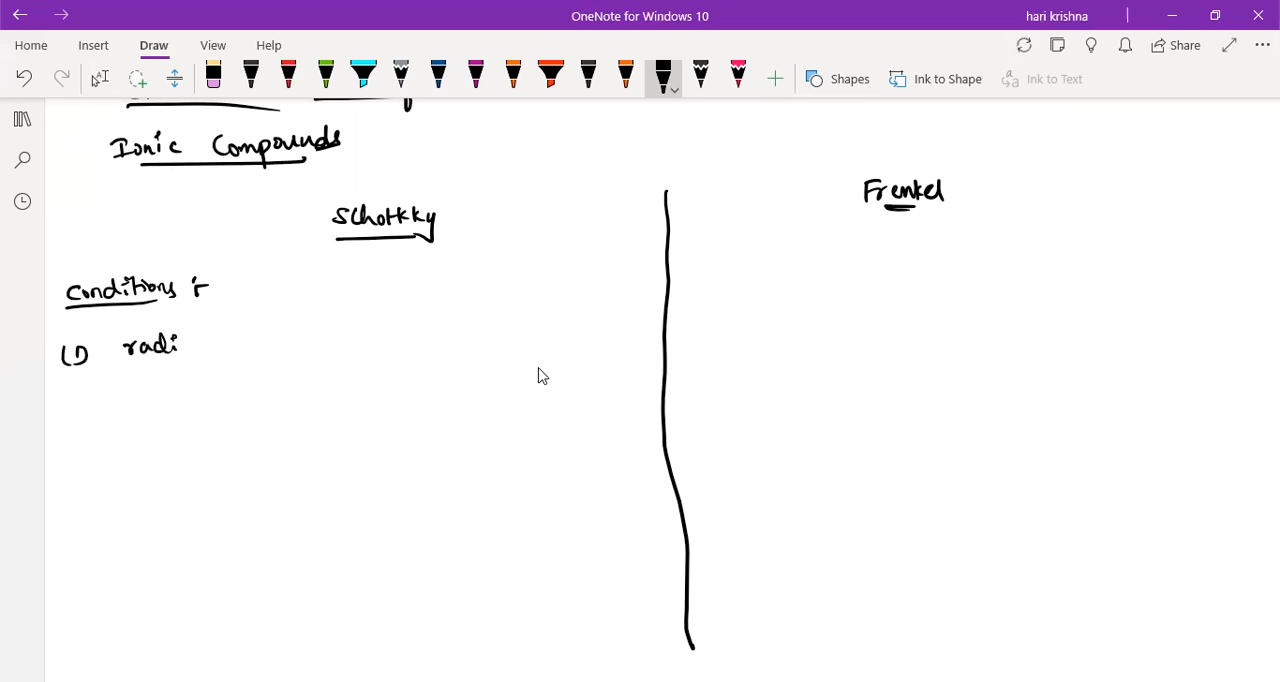 OneNote for Windows 10
hari krishna
Home Insert Draw View Help
Share
Shapes
Ink to Shape
Ink to Text
Ionic Compounds
Schottky
Frenkel
Conditions :-
(1) radi